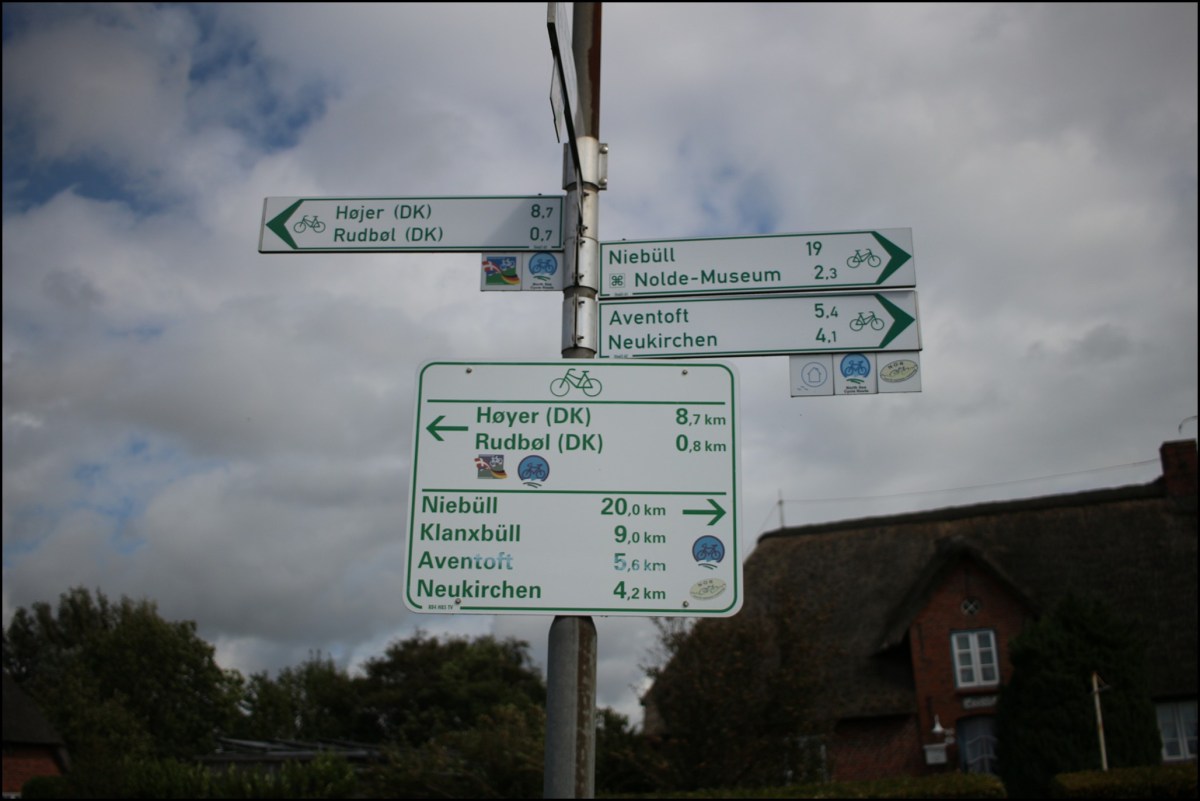 Højer (DK) 8,7
Rudbøl (DK) 0,7
Niebüll 19
Nolde-Museum 2,3
Aventoft 5,4
Neukirchen 4,1
Høyer (DK) 8,7 km
Rudbøl (DK) 0,8 km
Niebüll 20,0 km
Klanxbüll 9,0 km
Aventoft 5,6 km
Neukirchen 4,2 km